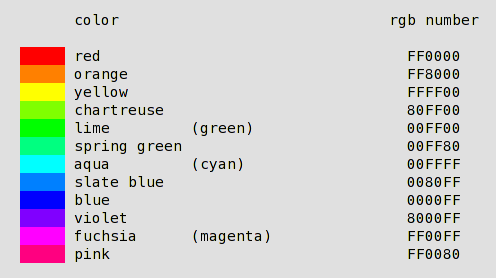 color rgb number
red FF0000
orange FF8000
yellow FFFF00
chartreuse 80FF00
lime (green) 00FF00
spring green 00FF80
aqua (cyan) 00FFFF
slate blue 0080FF
blue 0000FF
violet 8000FF
fuchsia (magenta) FF00FF
pink FF0080